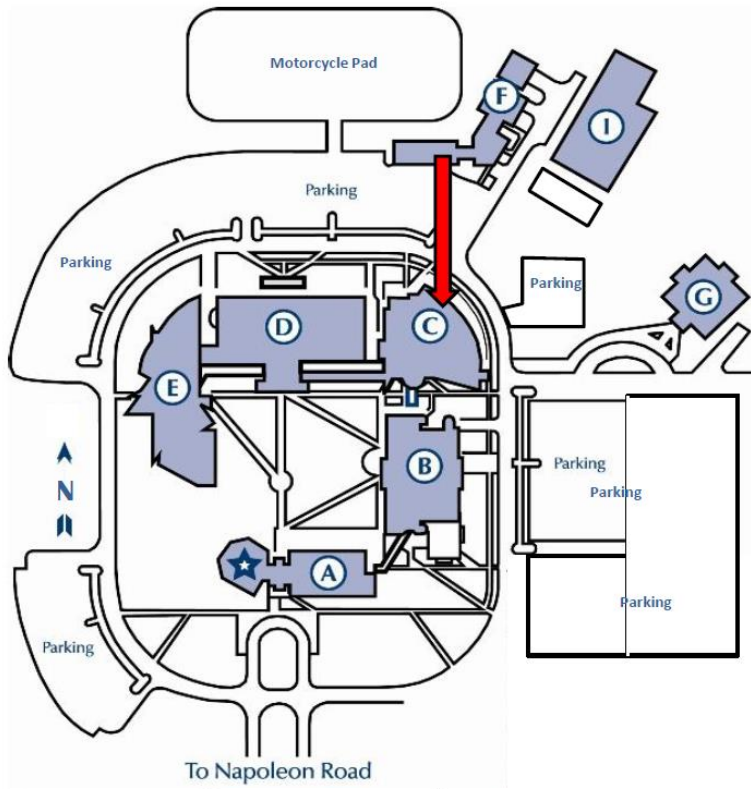 Motorcycle Pad
F
I
Parking
Parking
Parking
G
D
C
E
B
Parking
Parking
N
A
Parking
Parking
To Napoleon Road